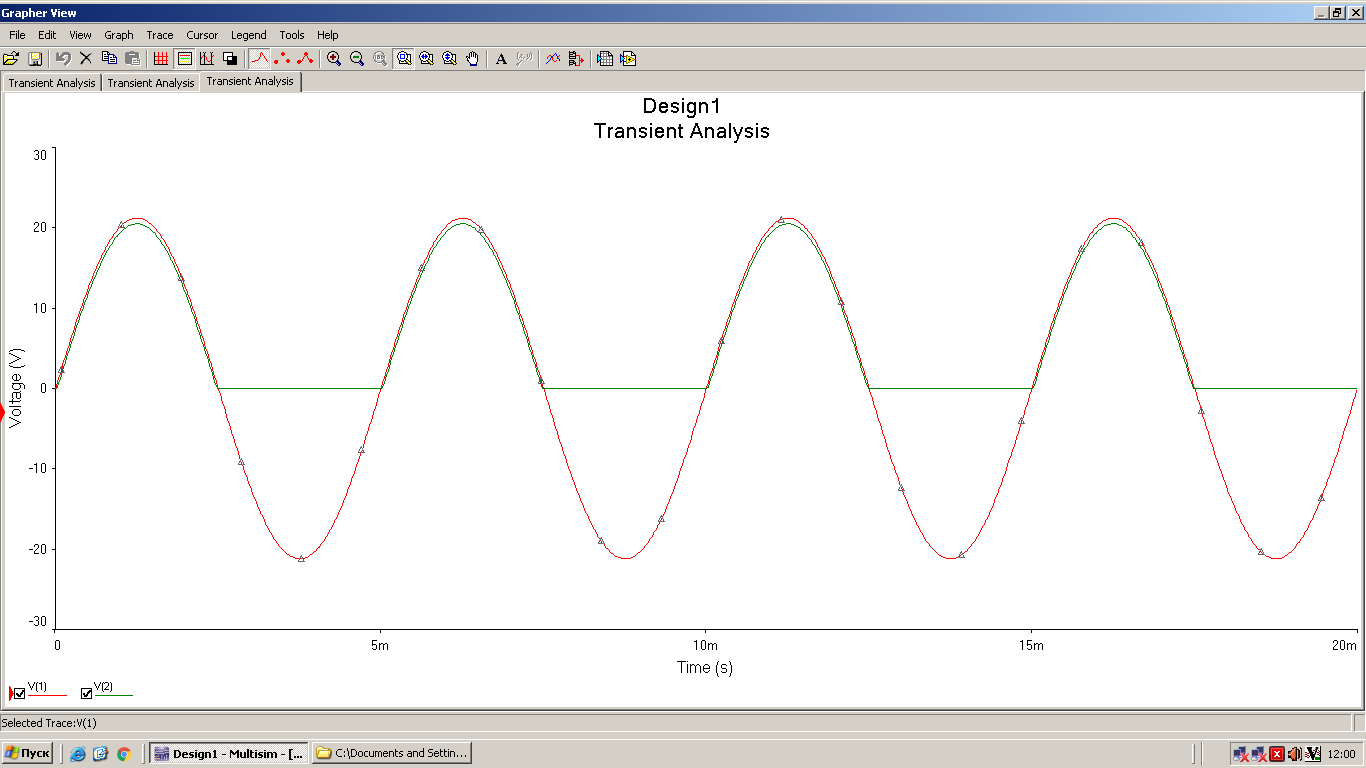 Grapher View
File Edit View Graph Trace Cursor Legend Tools Help
A
Transient Analysis Transient Analysis Transient Analysis
Design1
Transient Analysis
30
20
10
0
-10
-20
-30
Voltage (V)
0 5m 10m 15m 20m
Time (s)
V(1) V(2)
Selected Trace:V(1)
Пуск Design1 - Multisim - [... C:\Documents and Settin... 12:00